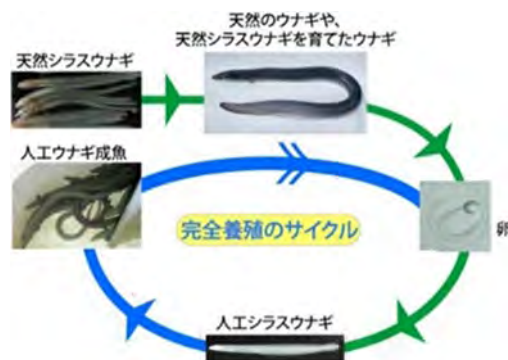 天然のウナギや、
天然シラスウナギを育てたウナギ
天然シラスウナギ
人工ウナギ成魚
完全養殖のサイクル
卵
人工シラスウナギ